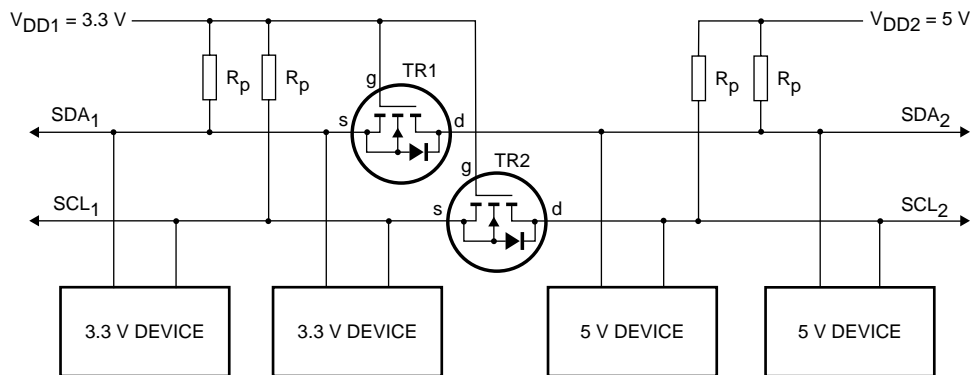 VDD1 = 3.3 V
VDD2 = 5 V
Rp
Rp
Rp
Rp
TR1
g
SDA1
s
d
SDA2
TR2
g
SCL1
s
d
SCL2
3.3 V DEVICE
3.3 V DEVICE
5 V DEVICE
5 V DEVICE